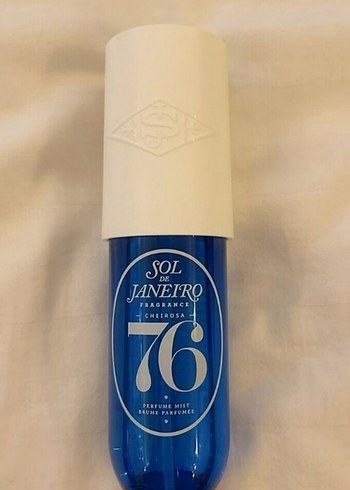 SOL
DE
JANEIRO
FRAGRANCE
CHEIROSA
76
PERFUME MIST
BRUME PARFUMÉE